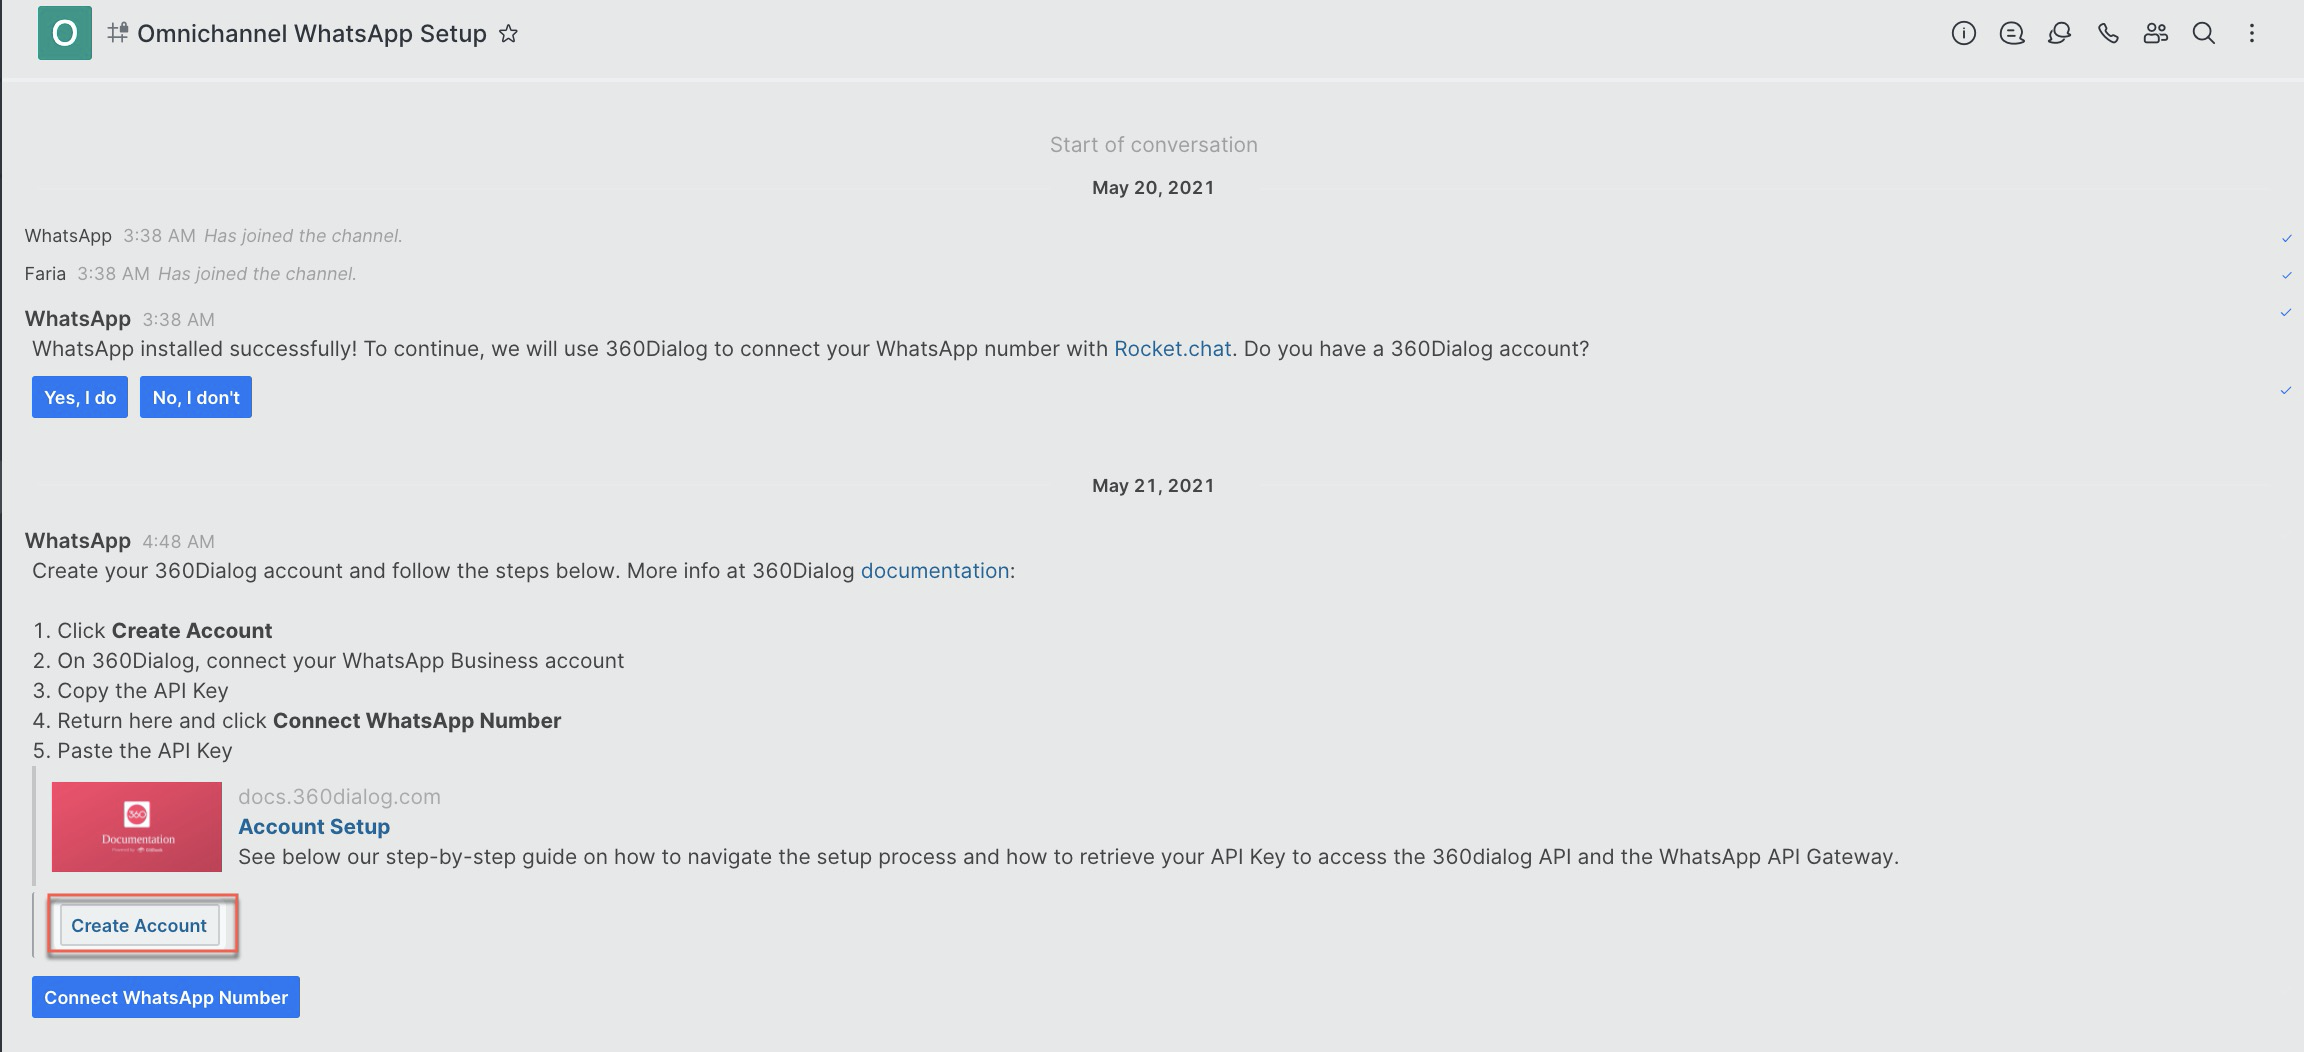 O
Omnichannel WhatsApp Setup
Start of conversation
May 20, 2021
WhatsApp 3:38 AM Has joined the channel.
Faria 3:38 AM Has joined the channel.
WhatsApp 3:38 AM
WhatsApp installed successfully! To continue, we will use 360Dialog to connect your WhatsApp number with Rocket.chat. Do you have a 360Dialog account?
Yes, I do No, I don't
May 21, 2021
WhatsApp 4:48 AM
Create your 360Dialog account and follow the steps below. More info at 360Dialog documentation:
1. Click Create Account
2. On 360Dialog, connect your WhatsApp Business account
3. Copy the API Key
4. Return here and click Connect WhatsApp Number
5. Paste the API Key
360
Documentation
docs.360dialog.com
Account Setup
See below our step-by-step guide on how to navigate the setup process and how to retrieve your API Key to access the 360dialog API and the WhatsApp API Gateway.
Create Account
Connect WhatsApp Number